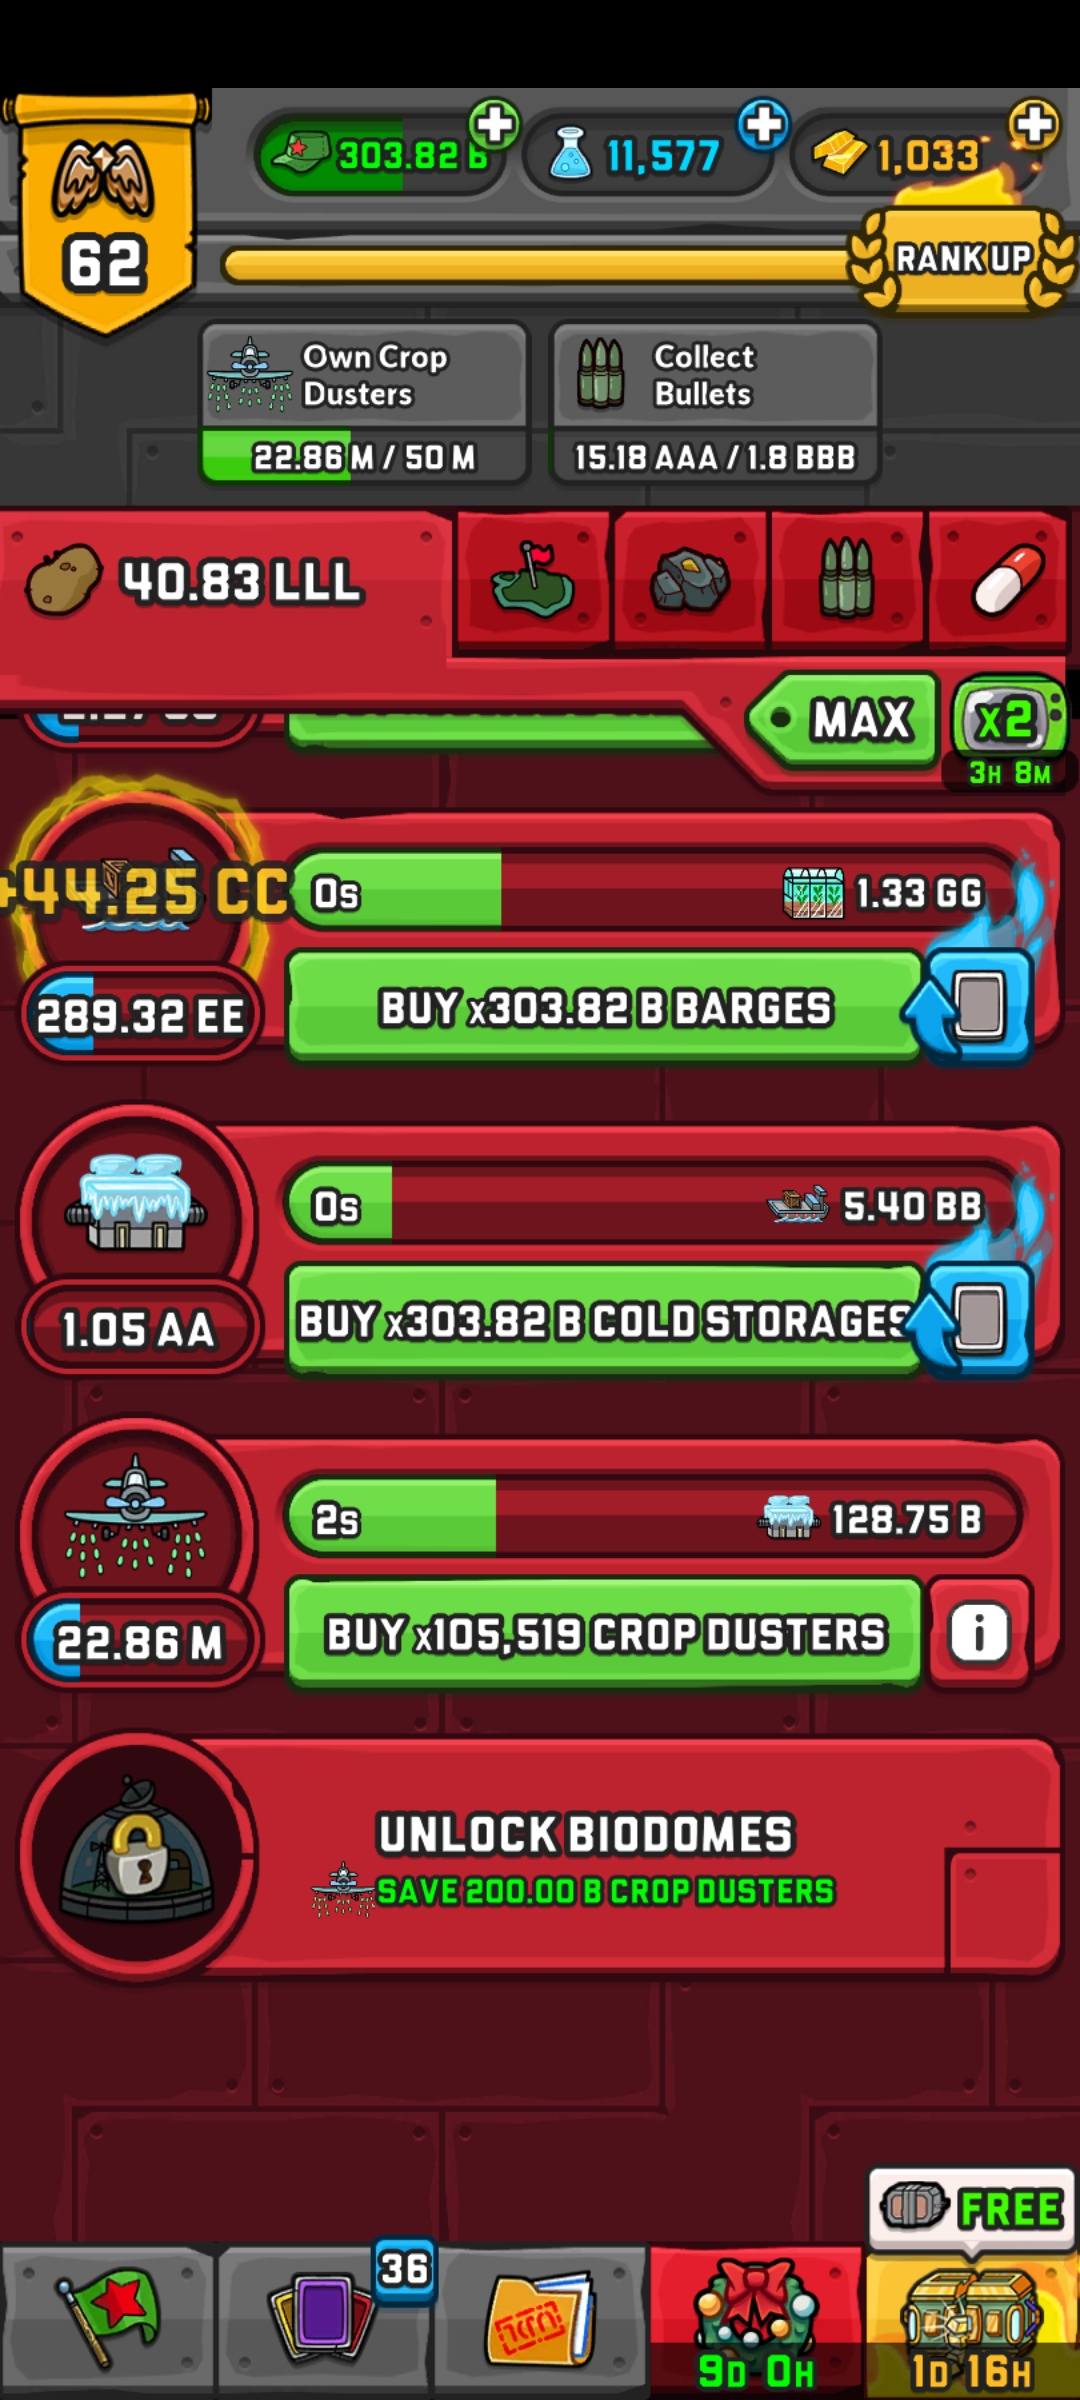 303.82 B
11,577
1,033
62
RANK UP
Own Crop
Dusters
22.86 M / 50 M
Collect
Bullets
15.18 AAA / 1.8 BBB
40.83 LLL
MAX
x2
3H 8M
+44.25 CC
0s
1.33 GG
289.32 EE
BUY x303.82 B BARGES
0s
5.40 BB
1.05 AA
BUY x303.82 B COLD STORAGES
2s
128.75 B
22.86 M
BUY x105,519 CROP DUSTERS
i
UNLOCK BIODOMES
SAVE 200.00 B CROP DUSTERS
FREE
36
9D 0H
1D 16H